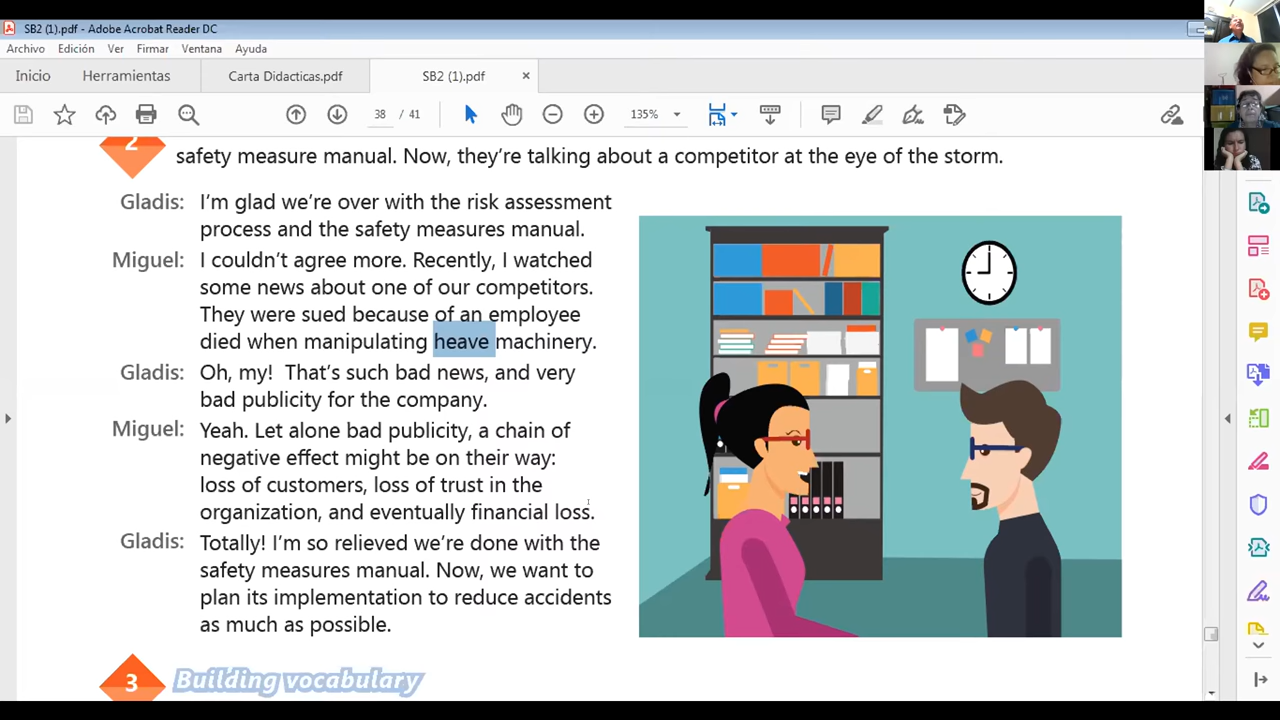 SB2 (1).pdf - Adobe Acrobat Reader DC
Archivo Edición Ver Firmar Ventana Ayuda
Inicio Herramientas Carta Didacticas.pdf SB2 (1).pdf ×
38 / 41 135%
2
safety measure manual. Now, they're talking about a competitor at the eye of the storm.
Gladis: I'm glad we're over with the risk assessment
process and the safety measures manual.
Miguel: I couldn't agree more. Recently, I watched
some news about one of our competitors.
They were sued because of an employee
died when manipulating heave machinery.
Gladis: Oh, my! That's such bad news, and very
bad publicity for the company.
Miguel: Yeah. Let alone bad publicity, a chain of
negative effect might be on their way:
loss of customers, loss of trust in the
organization, and eventually financial loss.
Gladis: Totally! I'm so relieved we're done with the
safety measures manual. Now, we want to
plan its implementation to reduce accidents
as much as possible.
3 Building vocabulary